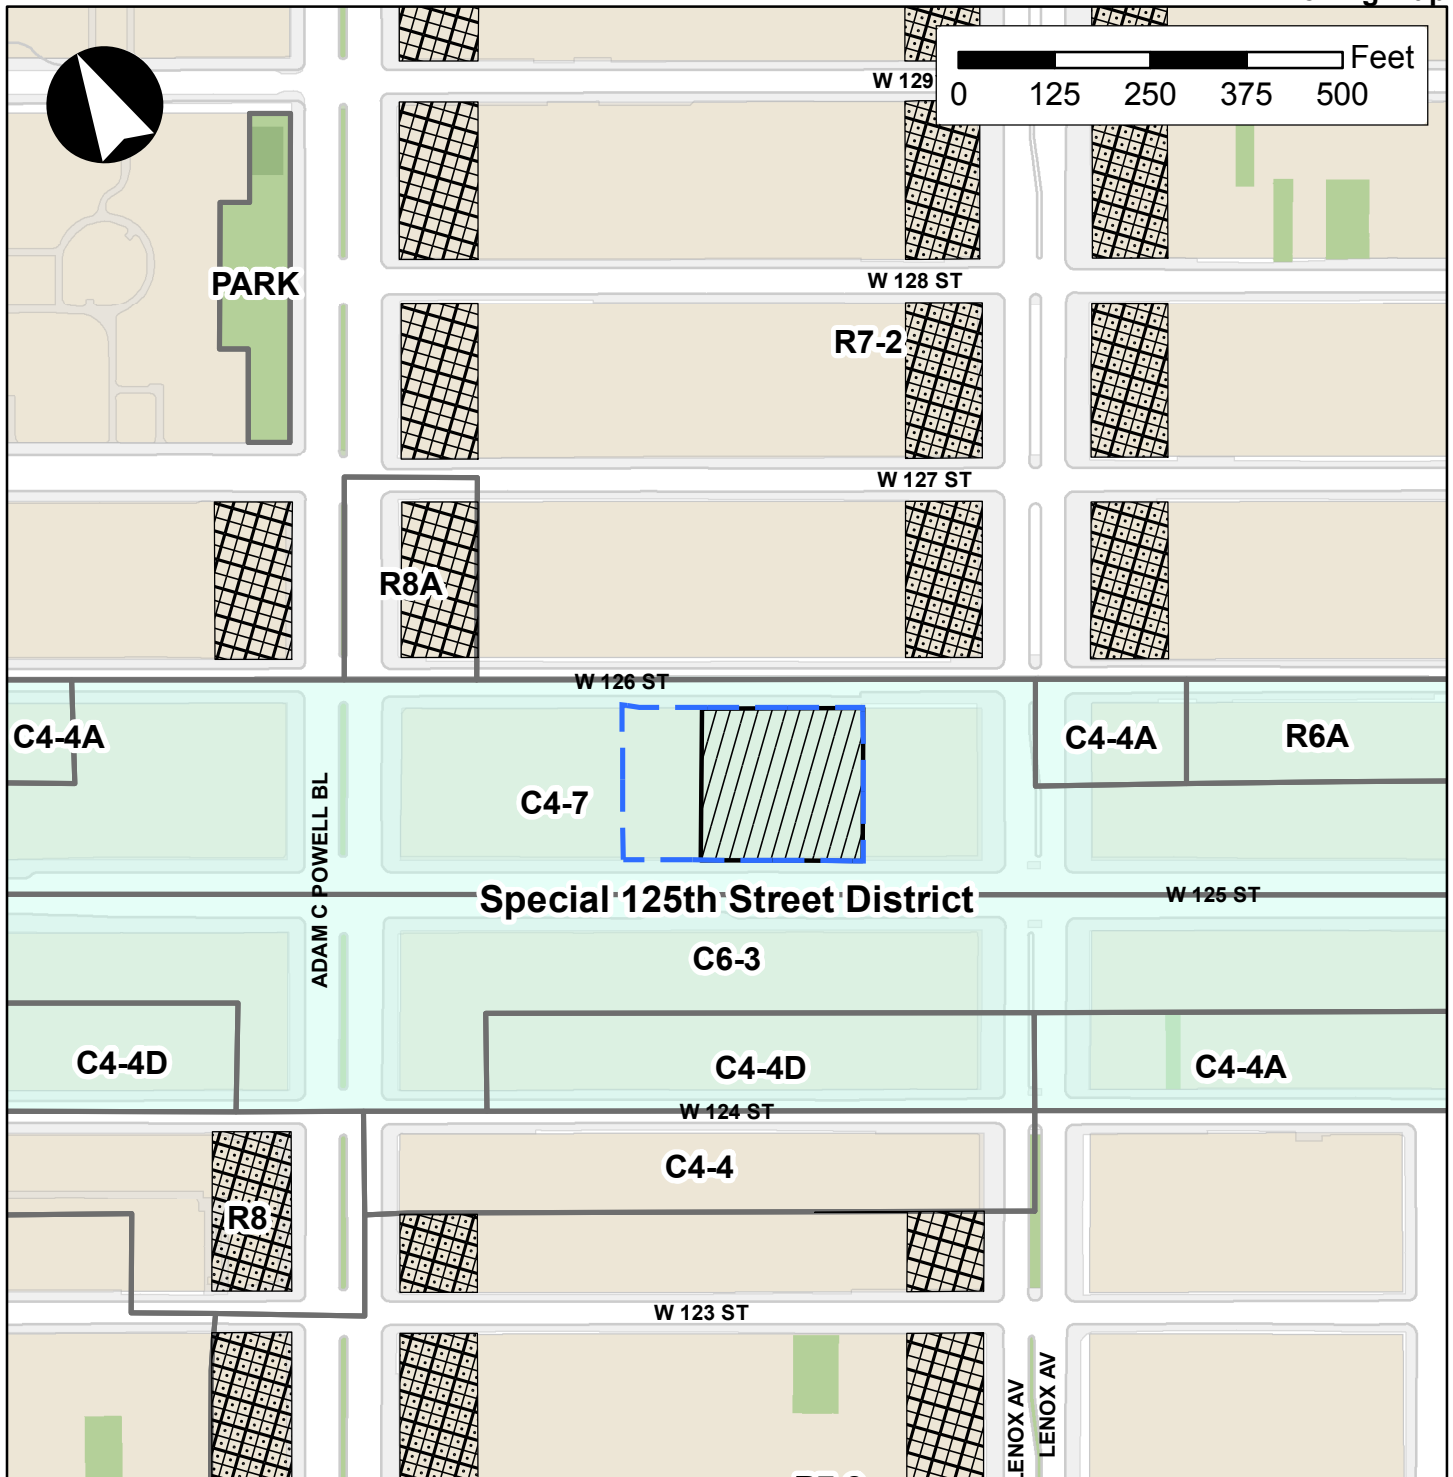 Feet
0 125 250 375 500
W 129
PARK
W 128 ST
R7-2
W 127 ST
R8A
W 126 ST
C4-4A
C4-4A
R6A
C4-7
ADAM C POWELL BL
Special 125th Street District
W 125 ST
C6-3
C4-4D
C4-4D
C4-4A
W 124 ST
C4-4
R8
W 123 ST
LENOX AV
LENOX AV